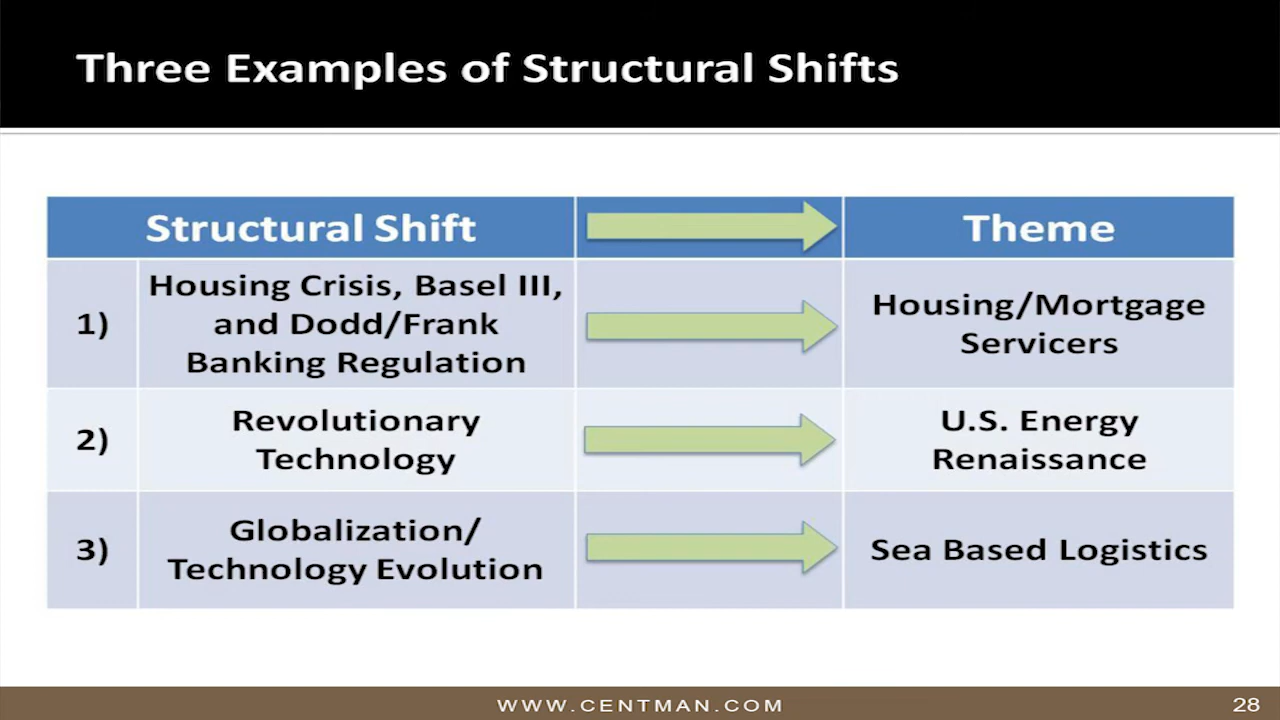 Three Examples of Structural Shifts
Structural Shift
Theme
1)
Housing Crisis, Basel III,
and Dodd/Frank
Banking Regulation
Housing/Mortgage
Servicers
2)
Revolutionary
Technology
U.S. Energy
Renaissance
3)
Globalization/
Technology Evolution
Sea Based Logistics
WWW.CENTMAN.COM
28